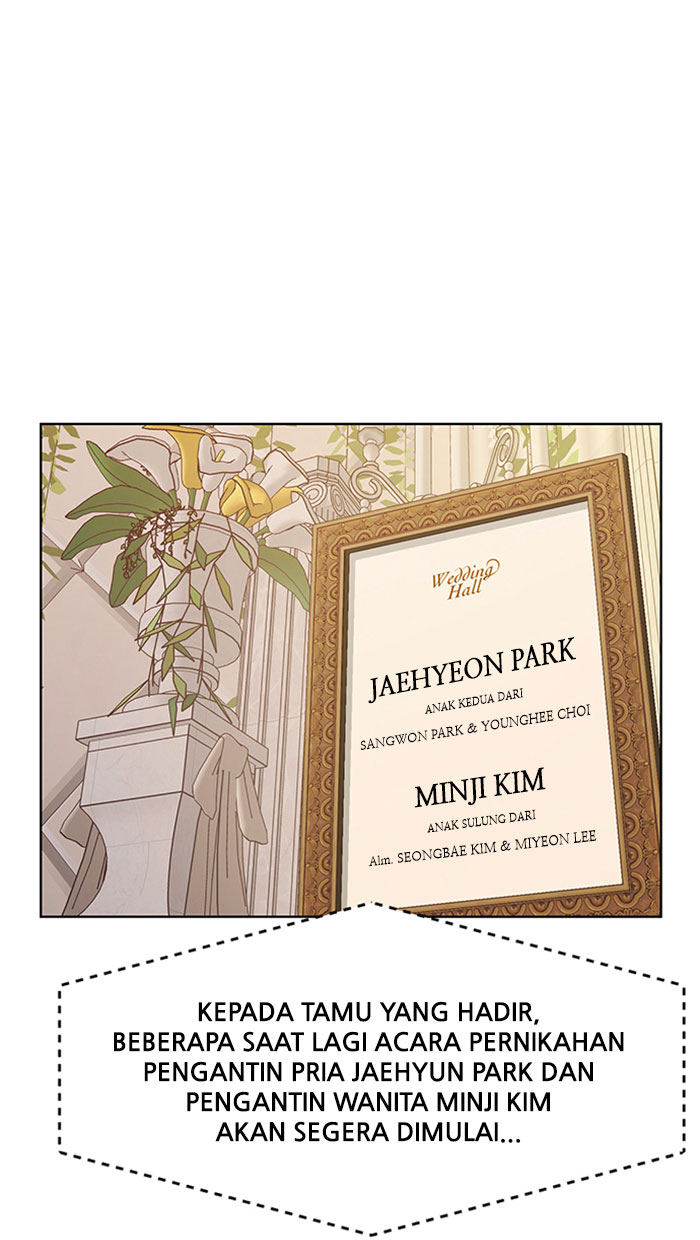 Wedding
Hall
JAEHYEON PARK
ANAK KEDUA DARI
SANGWON PARK & YOUNGHEE CHOI
MINJI KIM
ANAK SULUNG DARI
Alm. SEONGBAE KIM & MIYEON LEE
KEPADA TAMU YANG HADIR,
BEBERAPA SAAT LAGI ACARA PERNIKAHAN
PENGANTIN PRIA JAEHYUN PARK DAN
PENGANTIN WANITA MINJI KIM
AKAN SEGERA DIMULAI...